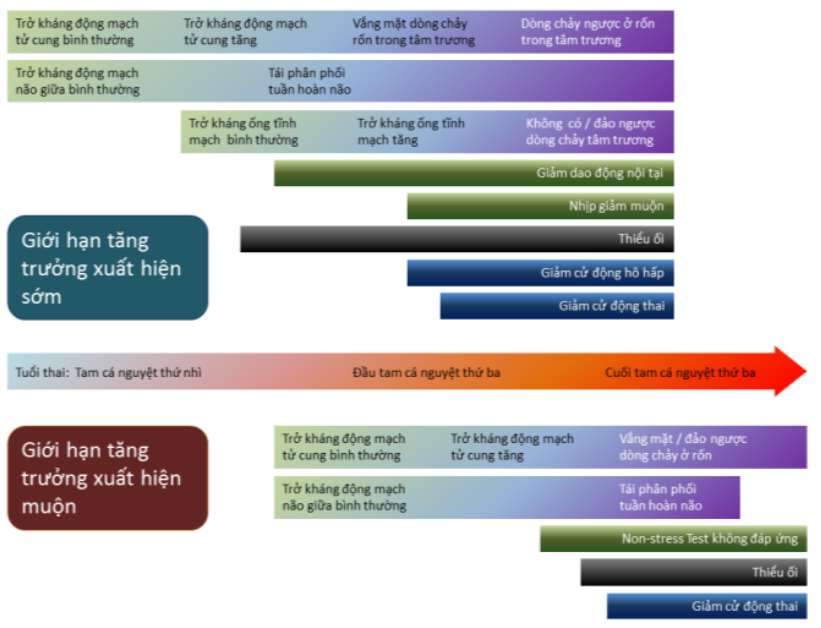 Trở kháng động mạch
tử cung bình thường
Trở kháng động mạch
tử cung tăng
Vắng mặt dòng chảy
rốn trong tâm trương
Dòng chảy ngược ở rốn
trong tâm trương
Trở kháng động mạch
não giữa bình thường
Tái phân phối
tuần hoàn não
Trở kháng ống tĩnh
mạch bình thường
Trở kháng ống tĩnh
mạch tăng
Không có / đảo ngược
dòng chảy tâm trương
Giảm dao động nội tại
Nhịp giảm muộn
Thiểu ối
Giảm cử động hô hấp
Giảm cử động thai
Giới hạn tăng
trưởng xuất hiện
sớm
Tuổi thai: Tam cá nguyệt thứ nhì
Đầu tam cá nguyệt thứ ba
Cuối tam cá nguyệt thứ ba
Giới hạn tăng
trưởng xuất hiện
muộn
Trở kháng động mạch
tử cung bình thường
Trở kháng động mạch
tử cung tăng
Vắng mặt / đảo ngược
dòng chảy ở rốn
Trở kháng động mạch
não giữa bình thường
Tái phân phối
tuần hoàn não
Non-stress Test không đáp ứng
Thiểu ối
Giảm cử động thai